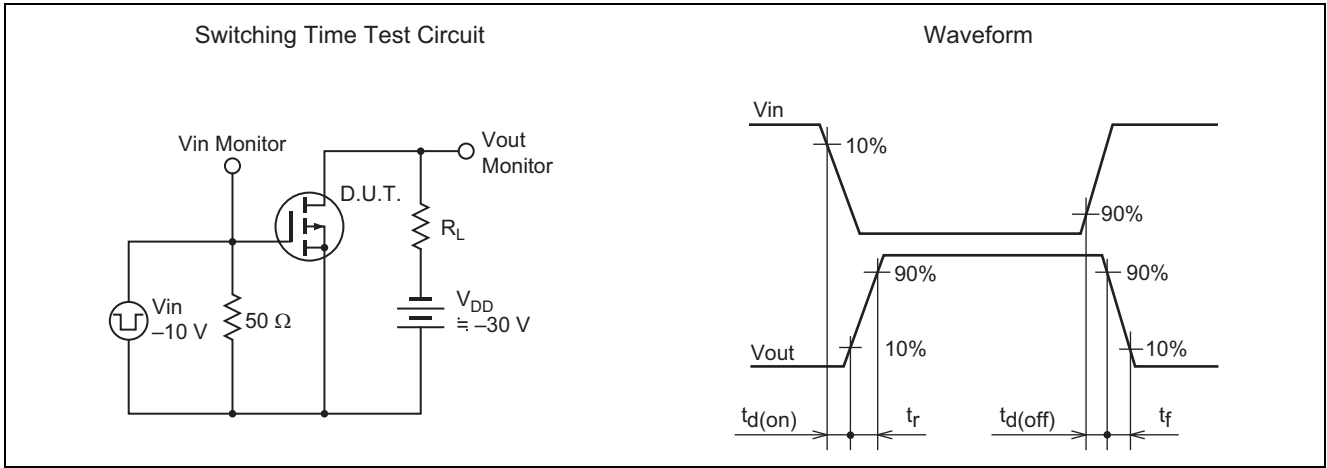 Switching Time Test Circuit
Vin Monitor
Vout
Monitor
D.U.T.
RL
Vin
–10 V
50 Ω
VDD
≒ –30 V
Waveform
Vin
10%
90%
90%
90%
Vout
10%
10%
td(on)
tr
td(off)
tf